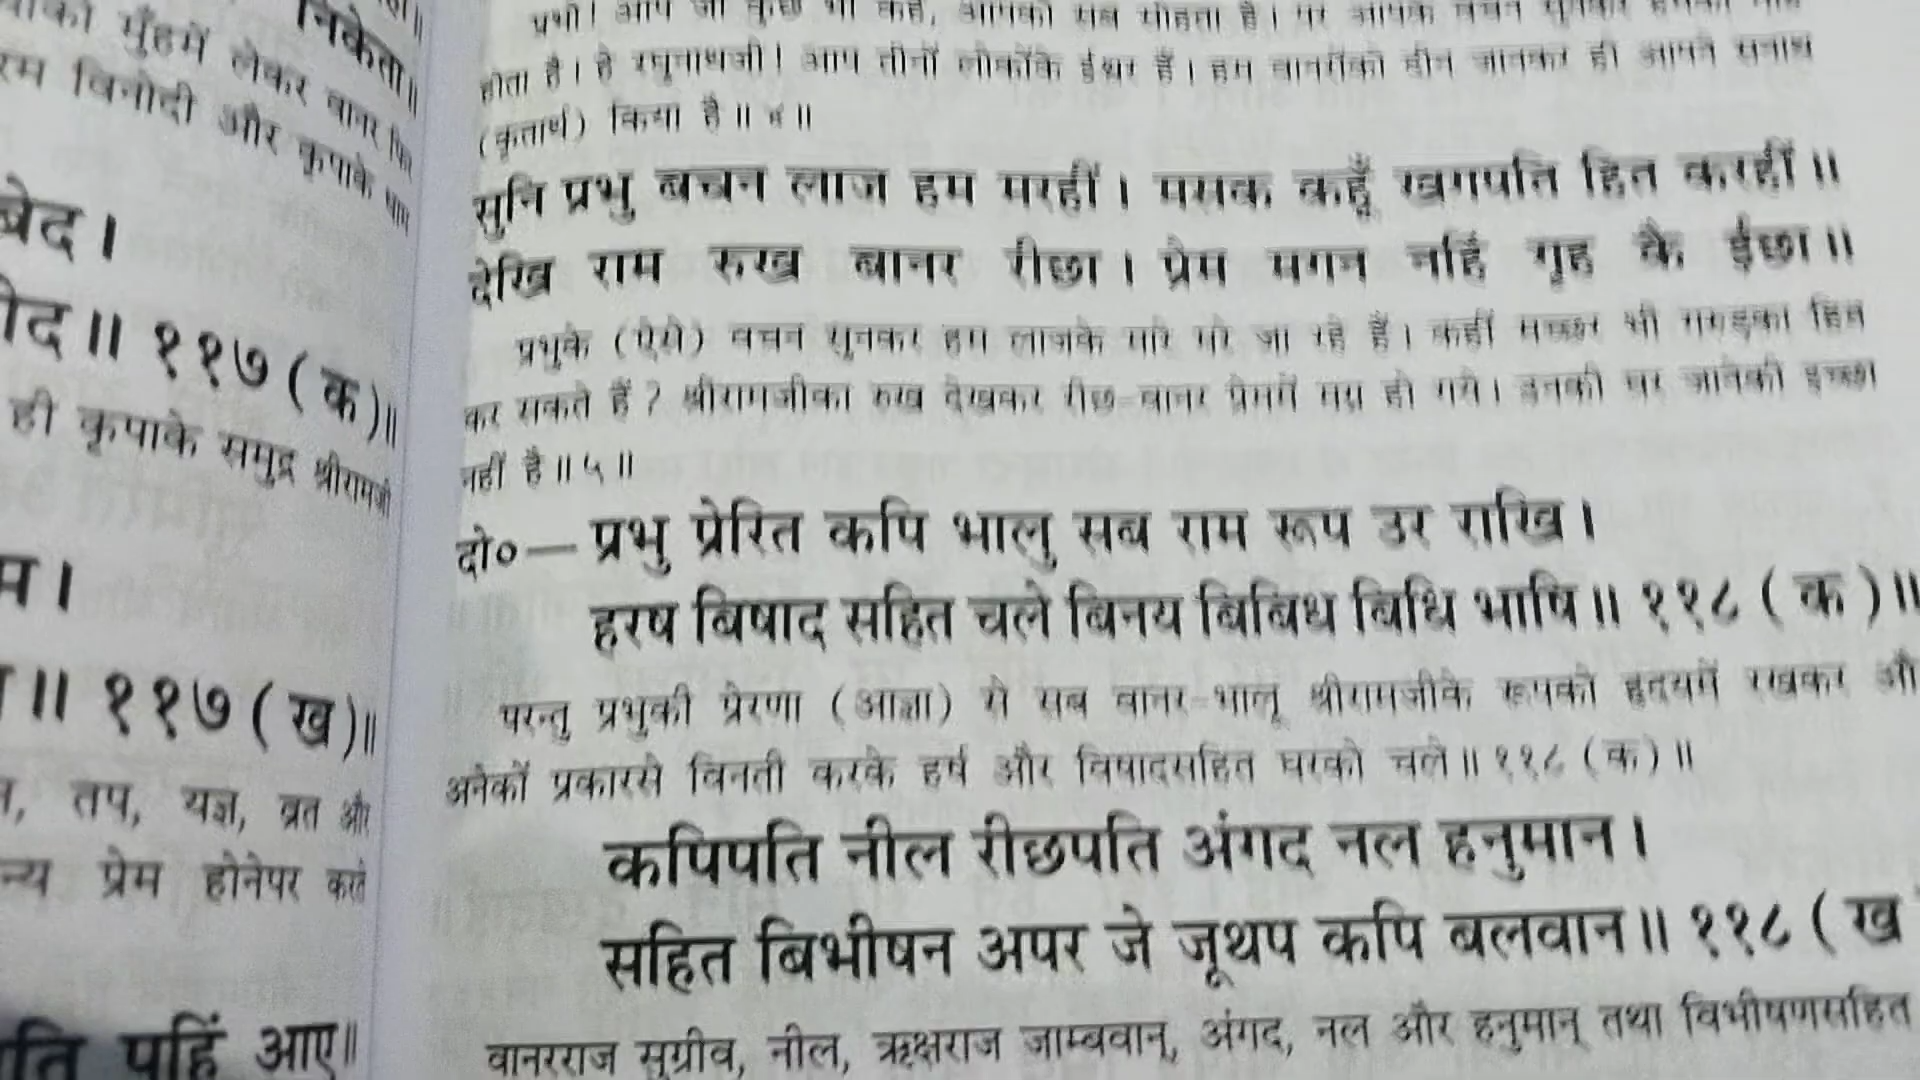 निकेता॥
मुँहमें लेकर वानर फिर
विनोदी और कृपाके धाम
बेद।
॥ ११७ (क)॥
ही कृपाके समुद्र श्रीरामजी
म।
॥ ११७ (ख)॥
तप, यज्ञ, व्रत और
प्रेम होनेपर करते
पहिं आए॥
प्रभो! आप जो कुछ भी कहें, आपको सब सोहता है। पर आपके वचन सुनकर हमको मोह
होता है। हे रघुनाथजी! आप तीनों लोकोंके ईश्वर हैं। हम वानरोंको दीन जानकर ही आपने सनाथ
(कृतार्थ) किया है॥ ४॥
सुनि प्रभु बचन लाज हम मरहीं। मसक कहूँ खगपति हित करहीं॥
देखि राम रुख बानर रीछा। प्रेम मगन नहिं गृह कै ईछा॥
प्रभुके (ऐसे) वचन सुनकर हम लाजके मारे मरे जा रहे हैं। कहीं मच्छर भी गरुड़का हित
कर सकते हैं? श्रीरामजीका रुख देखकर रीछ-वानर प्रेममें मग्न हो गये। उनकी घर जानेकी इच्छा
नहीं है॥ ५॥
दो०— प्रभु प्रेरित कपि भालु सब राम रूप उर राखि।
हरष बिषाद सहित चले बिनय बिबिध बिधि भाषि॥ ११८ (क)॥
परन्तु प्रभुकी प्रेरणा (आज्ञा) से सब वानर-भालू श्रीरामजीके रूपको हृदयमें रखकर औ
अनेकों प्रकारसे विनती करके हर्ष और विषादसहित घरको चले॥ ११८ (क)॥
कपिपति नील रीछपति अंगद नल हनुमान।
सहित बिभीषन अपर जे जूथप कपि बलवान॥ ११८ (ख
वानरराज सुग्रीव, नील, ऋक्षराज जाम्बवान्, अंगद, नल और हनुमान् तथा विभीषणसहित